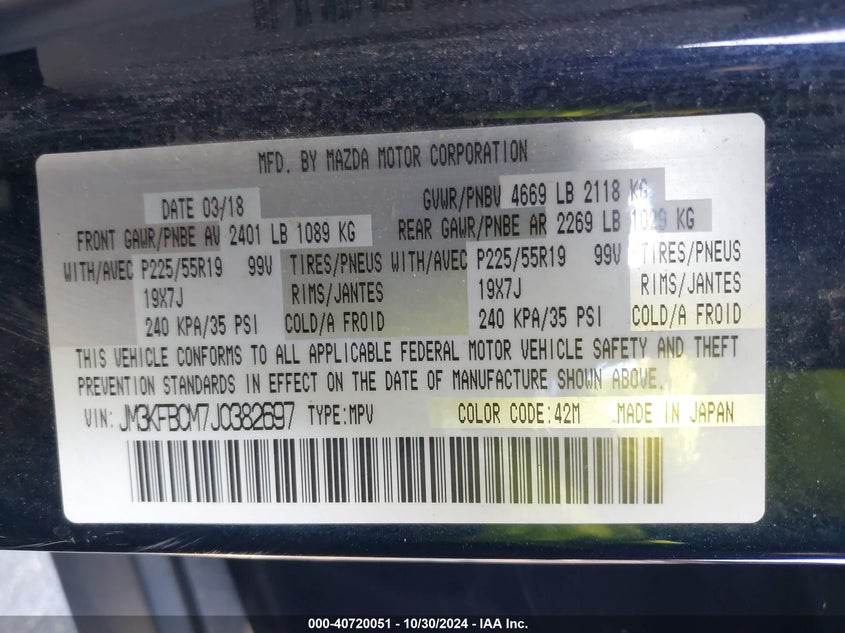 MFD. BY MAZDA MOTOR CORPORATION
DATE 03/18 GVWR/PNBV 4669 LB 2118 KG
FRONT GAWR/PNBE AV 2401 LB 1089 KG REAR GAWR/PNBE AR 2269 LB 1029 KG
WITH/AVEC P225/55R19 99V TIRES/PNEUS WITH/AVEC P225/55R19 99V TIRES/PNEUS
19X7J RIMS/JANTES 19X7J RIMS/JANTES
240 KPA/35 PSI COLD/A FROID 240 KPA/35 PSI COLD/A FROID
THIS VEHICLE CONFORMS TO ALL APPLICABLE FEDERAL MOTOR VEHICLE SAFETY AND THEFT
PREVENTION STANDARDS IN EFFECT ON THE DATE OF MANUFACTURE SHOWN ABOVE.
VIN: JM3KFBCM7J0382697 TYPE:MPV COLOR CODE:42M MADE IN JAPAN
000-40720051 - 10/30/2024 - IAA Inc.